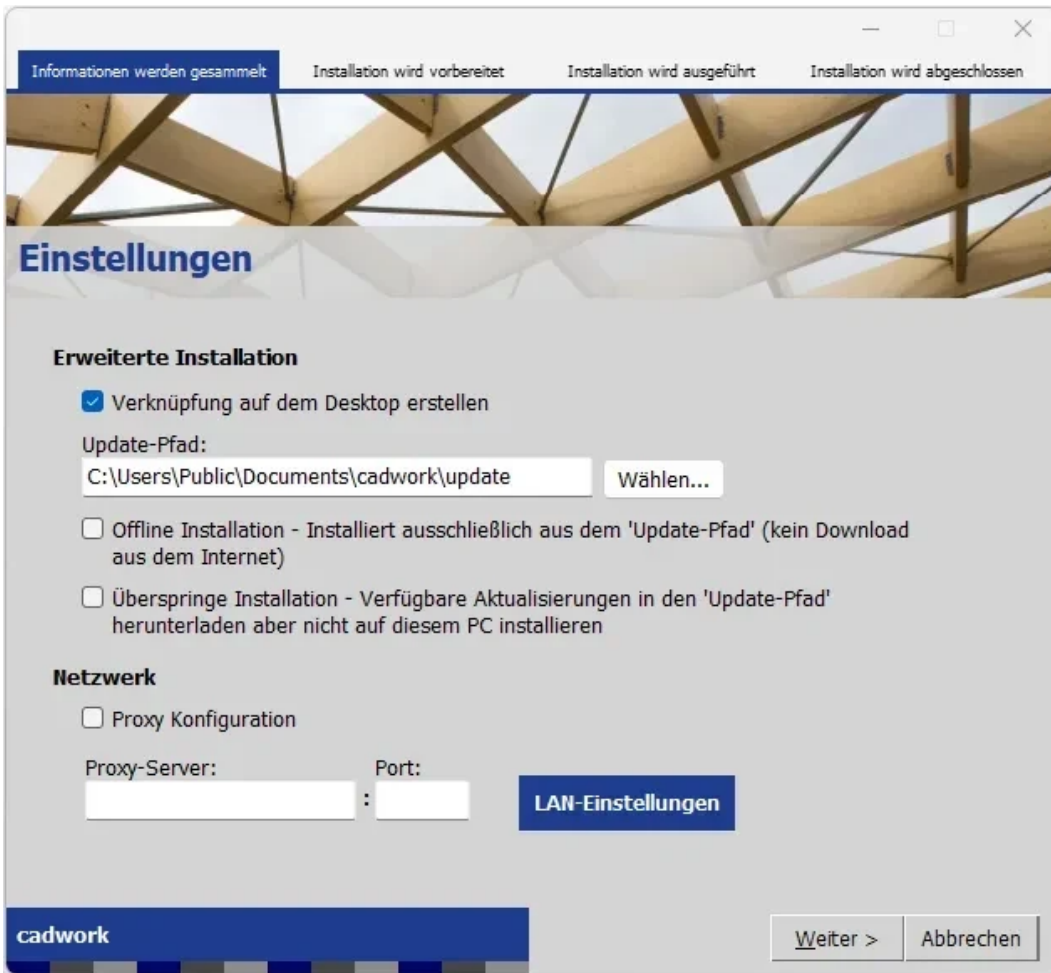 Informationen werden gesammelt
Installation wird vorbereitet
Installation wird ausgeführt
Installation wird abgeschlossen
Einstellungen
Erweiterte Installation
Verknüpfung auf dem Desktop erstellen
Update-Pfad:
C:\Users\Public\Documents\cadwork\update
Wählen...
Offline Installation - Installiert ausschließlich aus dem 'Update-Pfad' (kein Download
aus dem Internet)
Überspringe Installation - Verfügbare Aktualisierungen in den 'Update-Pfad'
herunterladen aber nicht auf diesem PC installieren
Netzwerk
Proxy Konfiguration
Proxy-Server:
Port:
:
LAN-Einstellungen
cadwork
Weiter >
Abbrechen